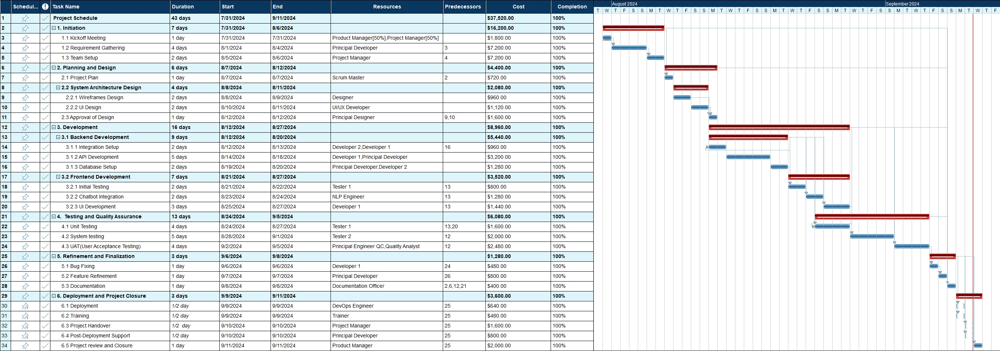 Schedul... Task Name Duration Start End Resources Predecessors Cost Completion August 2024 September 2024
T W T F S S M T W T F S S M T W T F S S M T W T F S S M T W T F S S M T W T F S S M T W T F
1 Project Schedule 43 days 7/31/2024 9/11/2024 $37,520.00 100%
2 1. Initiation 7 days 7/31/2024 8/6/2024 $16,200.00 100%
3 1.1 Kickoff Meeting 1 day 7/31/2024 7/31/2024 Product Manager[50%],Project Manager[50%] $1,800.00 100%
4 1.2 Requirement Gathering 4 days 8/1/2024 8/4/2024 Principal Developer 3 $7,200.00 100%
5 1.3 Team Setup 2 days 8/5/2024 8/6/2024 Project Manager 4 $7,200.00 100%
6 2. Planning and Design 6 days 8/7/2024 8/12/2024 $4,400.00 100%
7 2.1 Project Plan 1 day 8/7/2024 8/7/2024 Scrum Master 2 $720.00 100%
8 2.2 System Architecture Design 4 days 8/8/2024 8/11/2024 $2,080.00 100%
9 2.2.1 Wireframes Design 2 days 8/8/2024 8/9/2024 Designer $960.00 100%
10 2.2.2 UI Design 2 days 8/10/2024 8/11/2024 UI/UX Developer $1,120.00 100%
11 2.3 Approval of Design 1 day 8/12/2024 8/12/2024 Principal Designer 9,10 $1,600.00 100%
12 3. Development 16 days 8/12/2024 8/27/2024 $8,960.00 100%
13 3.1 Backend Development 9 days 8/12/2024 8/20/2024 $5,440.00 100%
14 3.1.1 Integration Setup 2 days 8/12/2024 8/13/2024 Developer 2,Developer 1 16 $960.00 100%
15 3.1.2 API Development 5 days 8/14/2024 8/18/2024 Developer 1,Principal Developer $3,200.00 100%
16 3.1.3 Database Setup 2 days 8/19/2024 8/20/2024 Principal Developer,Developer 2 $1,280.00 100%
17 3.2 Frontend Development 7 days 8/21/2024 8/27/2024 $3,520.00 100%
18 3.2.1 Initial Testing 2 days 8/21/2024 8/22/2024 Tester 1 13 $800.00 100%
19 3.2.2 Chatbot Integration 2 days 8/23/2024 8/24/2024 NLP Engineer 13 $1,280.00 100%
20 3.2.3 UI Development 3 days 8/25/2024 8/27/2024 Developer 1 13 $1,440.00 100%
21 4. Testing and Quality Assurance 13 days 8/24/2024 9/5/2024 $6,080.00 100%
22 4.1 Unit Testing 4 days 8/24/2024 8/27/2024 Tester 1 13,20 $1,600.00 100%
23 4.2 System testing 5 days 8/28/2024 9/1/2024 Tester 2 12 $2,000.00 100%
24 4.3 UAT(User Acceptance Testing) 4 days 9/2/2024 9/5/2024 Principal Engineer QC,Quality Analyst 12 $2,480.00 100%
25 5. Refinement and Finalization 3 days 9/6/2024 9/8/2024 $1,280.00 100%
26 5.1 Bug Fixing 1 day 9/6/2024 9/6/2024 Developer 1 24 $480.00 100%
27 5.2 Feature Refinement 1 day 9/7/2024 9/7/2024 Principal Developer 26 $800.00 100%
28 5.3 Documentation 1 day 9/8/2024 9/8/2024 Documentation Officer 2,6,12,21 $400.00 100%
29 6. Deployment and Project Closure 3 days 9/9/2024 9/11/2024 $3,600.00 100%
30 6.1 Deployment 1/2 day 9/9/2024 9/9/2024 DevOps Engineer 25 $640.00 100%
31 6.2 Training 1/2 day 9/9/2024 9/9/2024 Trainer 25 $480.00 100%
32 6.3 Project Handover 1/2 day 9/10/2024 9/10/2024 Project Manager 25 $1,600.00 100%
33 6.4 Post-Deployment Support 1/2 day 9/10/2024 9/10/2024 Principal Developer 25 $800.00 100%
34 6.5 Project review and Closure 1 day 9/11/2024 9/11/2024 Product Manager 25 $2,000.00 100%